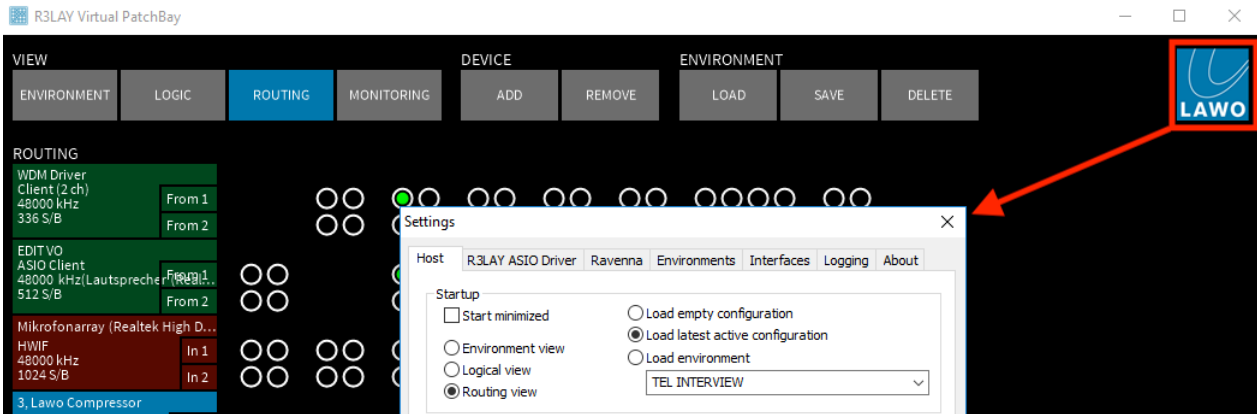 R3LAY Virtual PatchBay
VIEW DEVICE ENVIRONMENT
ENVIRONMENT LOGIC ROUTING MONITORING ADD REMOVE LOAD SAVE DELETE
LAWO
ROUTING
WDM Driver
Client (2 ch)
48000 kHz From 1
336 S/B From 2
Settings
Host R3LAY ASIO Driver Ravenna Environments Interfaces Logging About
EDIT VO
ASIO Client
48000 kHz(Lautsprecher (Real... From 1
512 S/B From 2
Startup
Start minimized Load empty configuration
Load latest active configuration
Environment view Load environment
Logical view TEL INTERVIEW
Routing view
Mikrofonarray (Realtek High D...
HWIF In 1
48000 kHz
1024 S/B In 2
3, Lawo Compressor